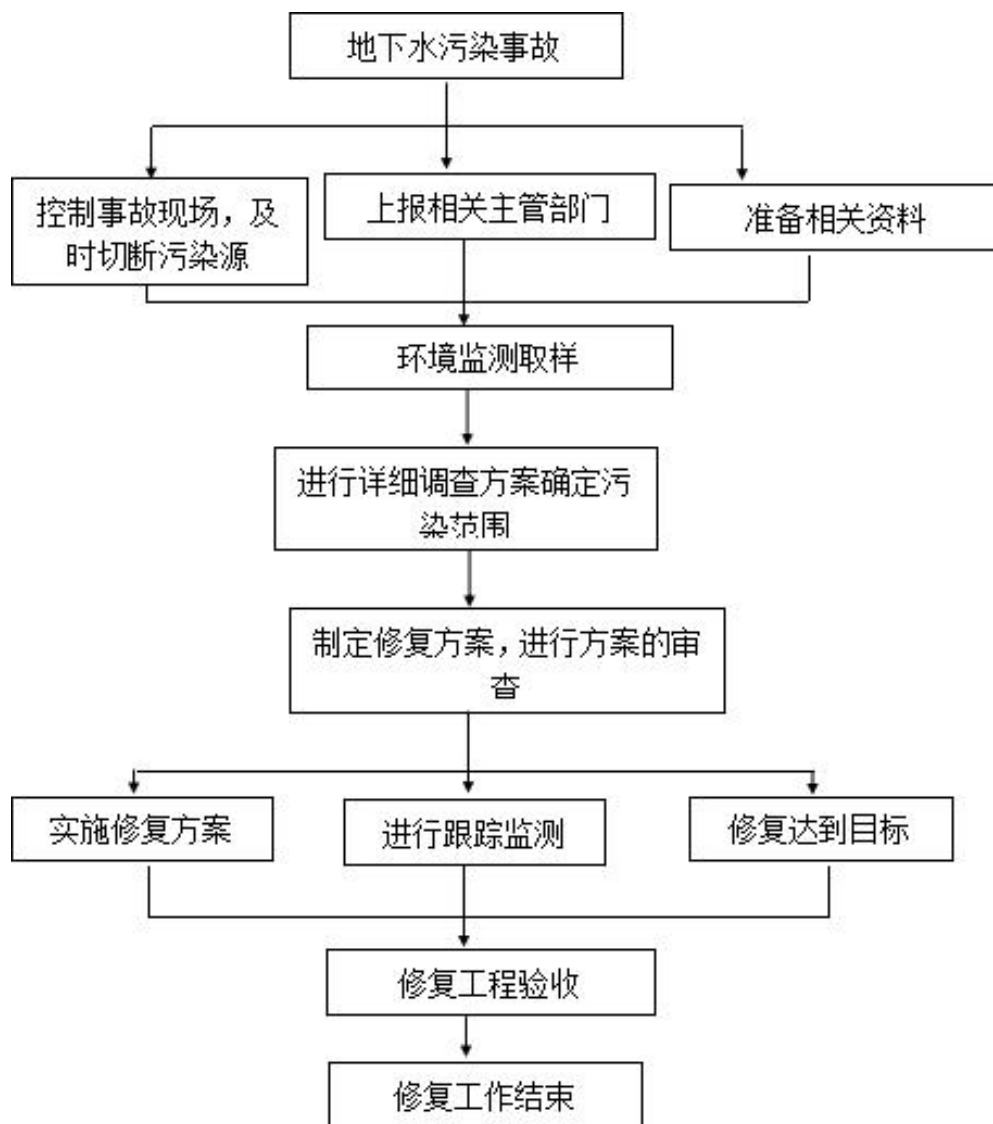 地下水污染事故
控制事故现场，及
时切断污染源
上报相关主管部门
准备相关资料
环境监测取样
进行详细调查方案确定污
染范围
制定修复方案，进行方案的审
查
实施修复方案
进行跟踪监测
修复达到目标
修复工程验收
修复工作结束